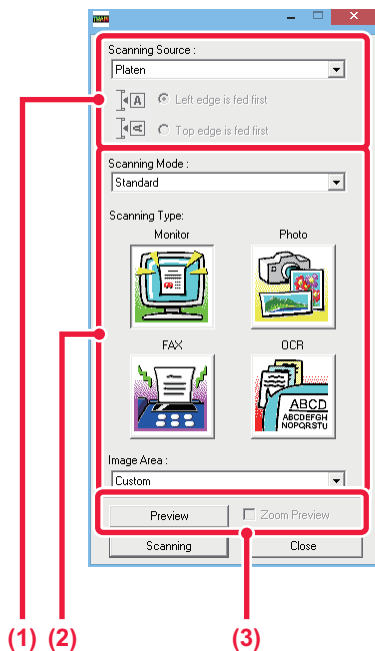 TWAIN
Scanning Source :
Platen
A Left edge is fed first
A Top edge is fed first
Scanning Mode :
Standard
Scanning Type:
Monitor Photo
FAX OCR
ABCD
ABCDEFGH
NOPQRSTU
Image Area :
Custom
Preview Zoom Preview
Scanning Close
(1) (2) (3)